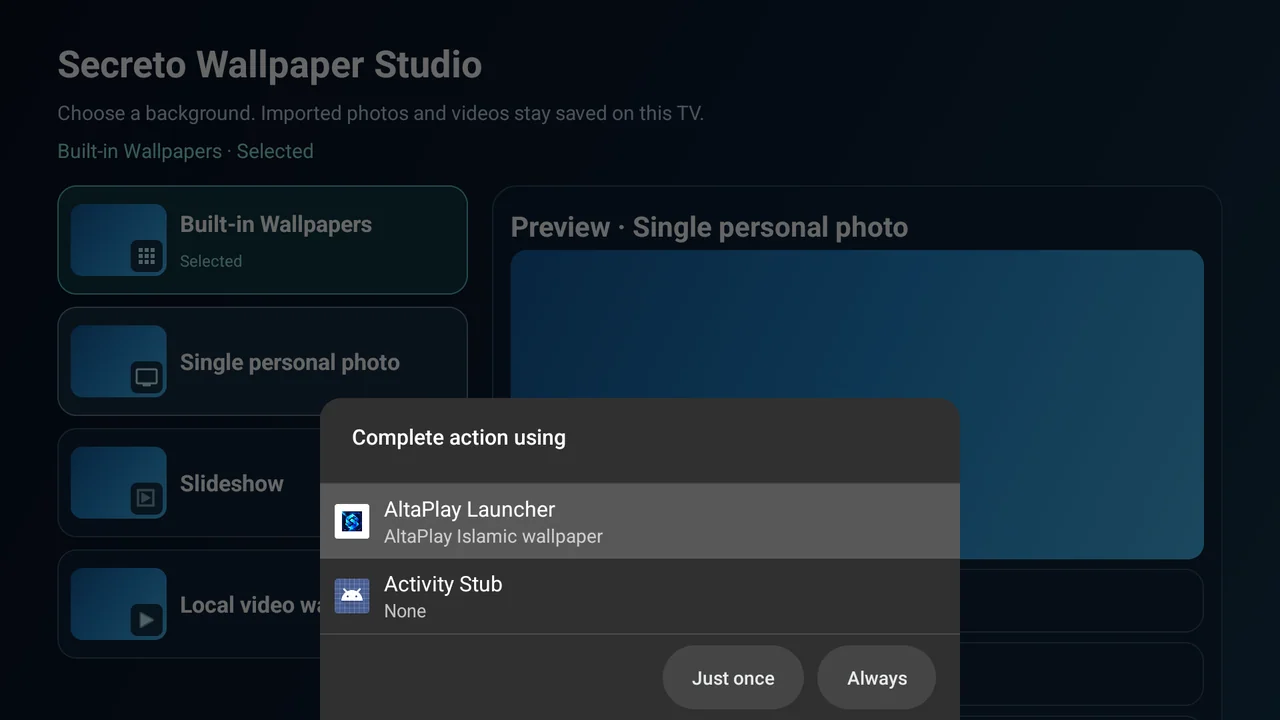 Secreto Wallpaper Studio
Choose a background. Imported photos and videos stay saved on this TV.
Built-in Wallpapers · Selected
Built-in Wallpapers
Selected
Single personal photo
Slideshow
Local video wa
Preview · Single personal photo
Complete action using
AltaPlay Launcher
AltaPlay Islamic wallpaper
Activity Stub
None
Just once
Always